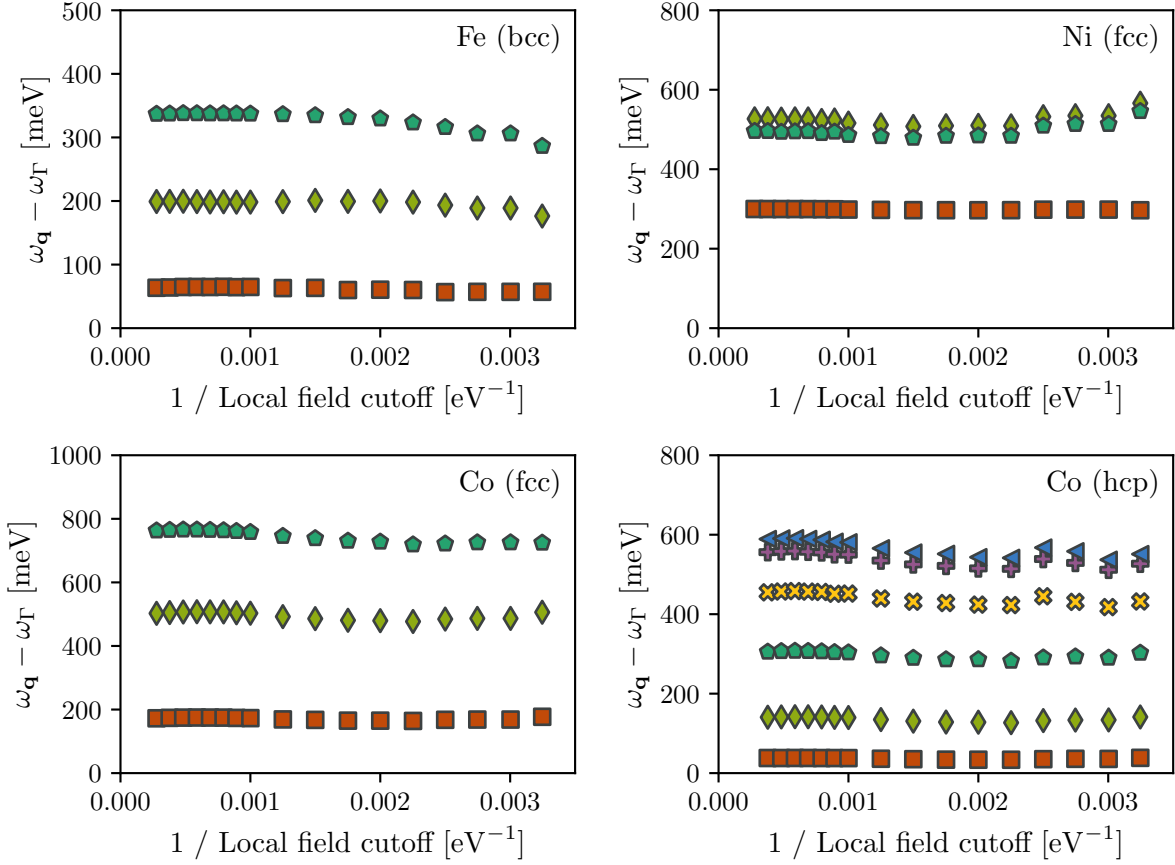 Fe (bcc)
500
400
300
200
100
0
ω_q − ω_Γ [meV]
0.000 0.001 0.002 0.003
1 / Local field cutoff [eV⁻¹]
Ni (fcc)
800
600
400
200
0
ω_q − ω_Γ [meV]
0.000 0.001 0.002 0.003
1 / Local field cutoff [eV⁻¹]
Co (fcc)
1000
800
600
400
200
0
ω_q − ω_Γ [meV]
0.000 0.001 0.002 0.003
1 / Local field cutoff [eV⁻¹]
Co (hcp)
800
600
400
200
0
ω_q − ω_Γ [meV]
0.000 0.001 0.002 0.003
1 / Local field cutoff [eV⁻¹]